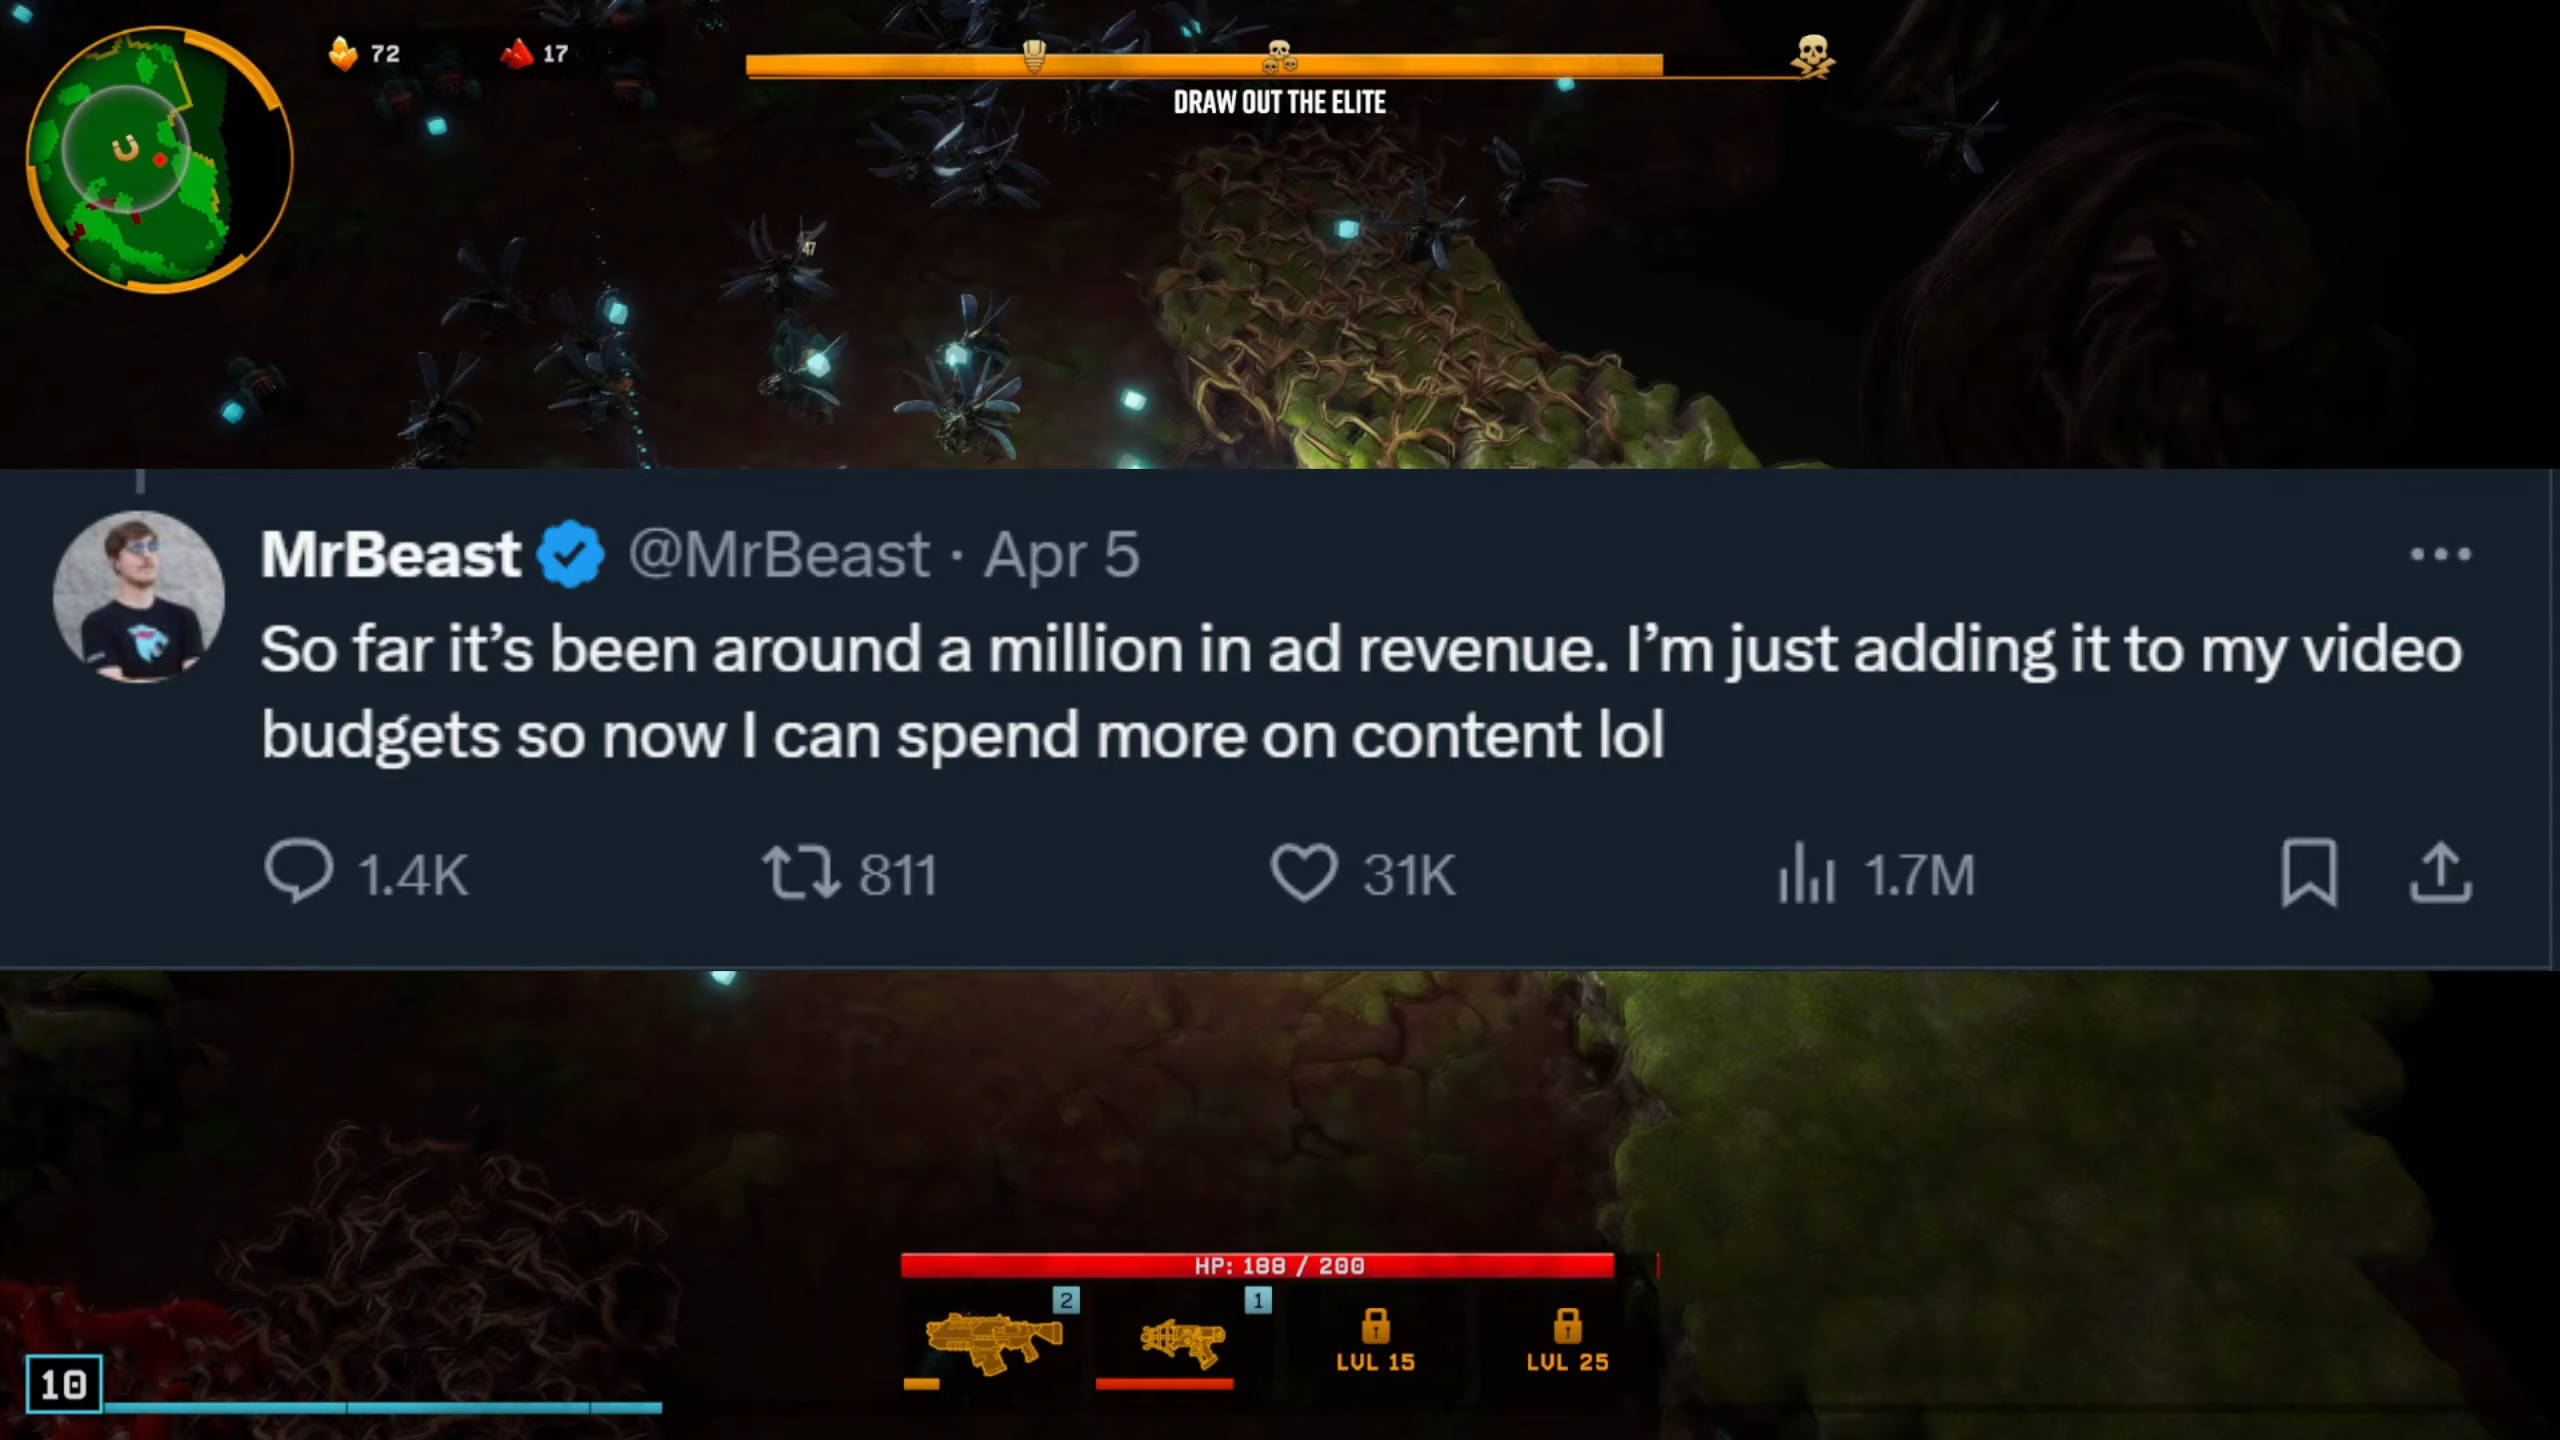 72
17
DRAW OUT THE ELITE
47
MrBeast @MrBeast · Apr 5
So far it’s been around a million in ad revenue. I’m just adding it to my video
budgets so now I can spend more on content lol
1.4K 811 31K 1.7M
HP: 188 / 200
2 1
LVL 15 LVL 25
10